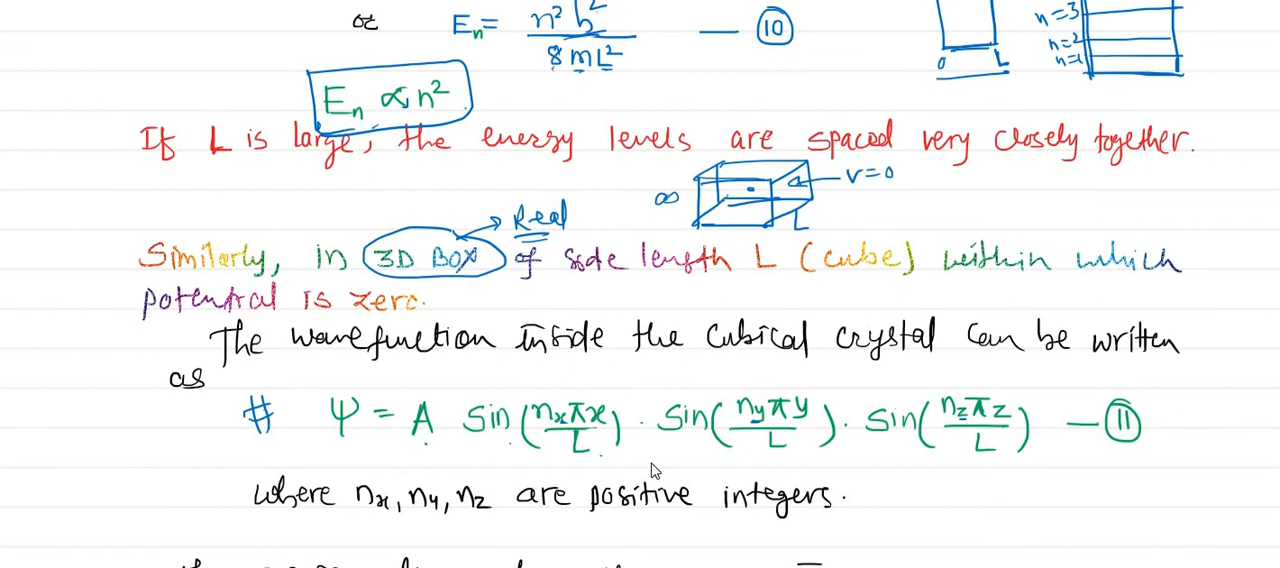 or Eₙ = n²h²/8mL² — ⑩
0 L
n=3
n=2
n=1
Eₙ ∝ n²
If L is large, the energy levels are spaced very closely together.
∞ V=0
L
Real
Similarly, in 3D BOX of side length L (cube) within which
potential is zero.
The wavefunction inside the cubical crystal can be written
as
# Ψ = A Sin(nₓπx/L) · Sin(n_yπy/L) · Sin(n_zπz/L) — ⑪
where nₓ, n_y, n_z are positive integers.